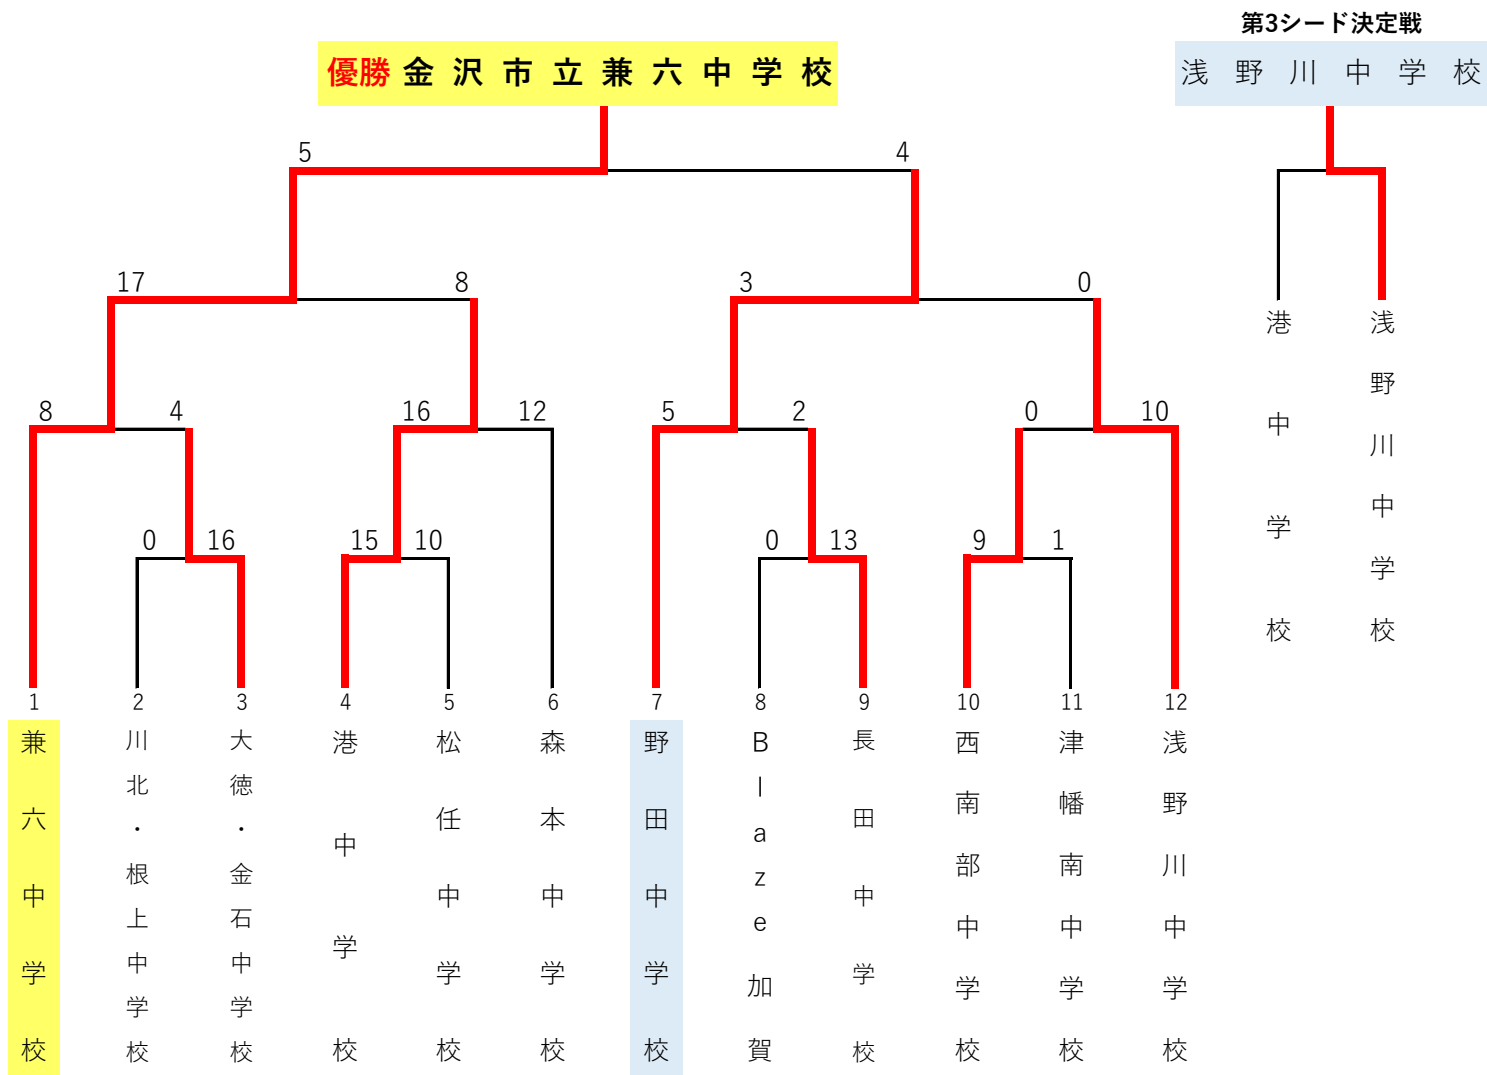 第3シード決定戦
優勝 金沢市立兼六中学校
浅野川中学校
5 4
17 8 3 0
港中学校
浅野川中学校
8 4 16 12 5 2 0 10
0 16 15 10 0 13 9 1
1 2 3 4 5 6 7 8 9 10 11 12
兼六中学校
川北・根上中学校
大徳・金石中学校
港中学校
松任中学校
森本中学校
野田中学校
Blaze加賀
長田中学校
西南部中学校
津幡南中学校
浅野川中学校